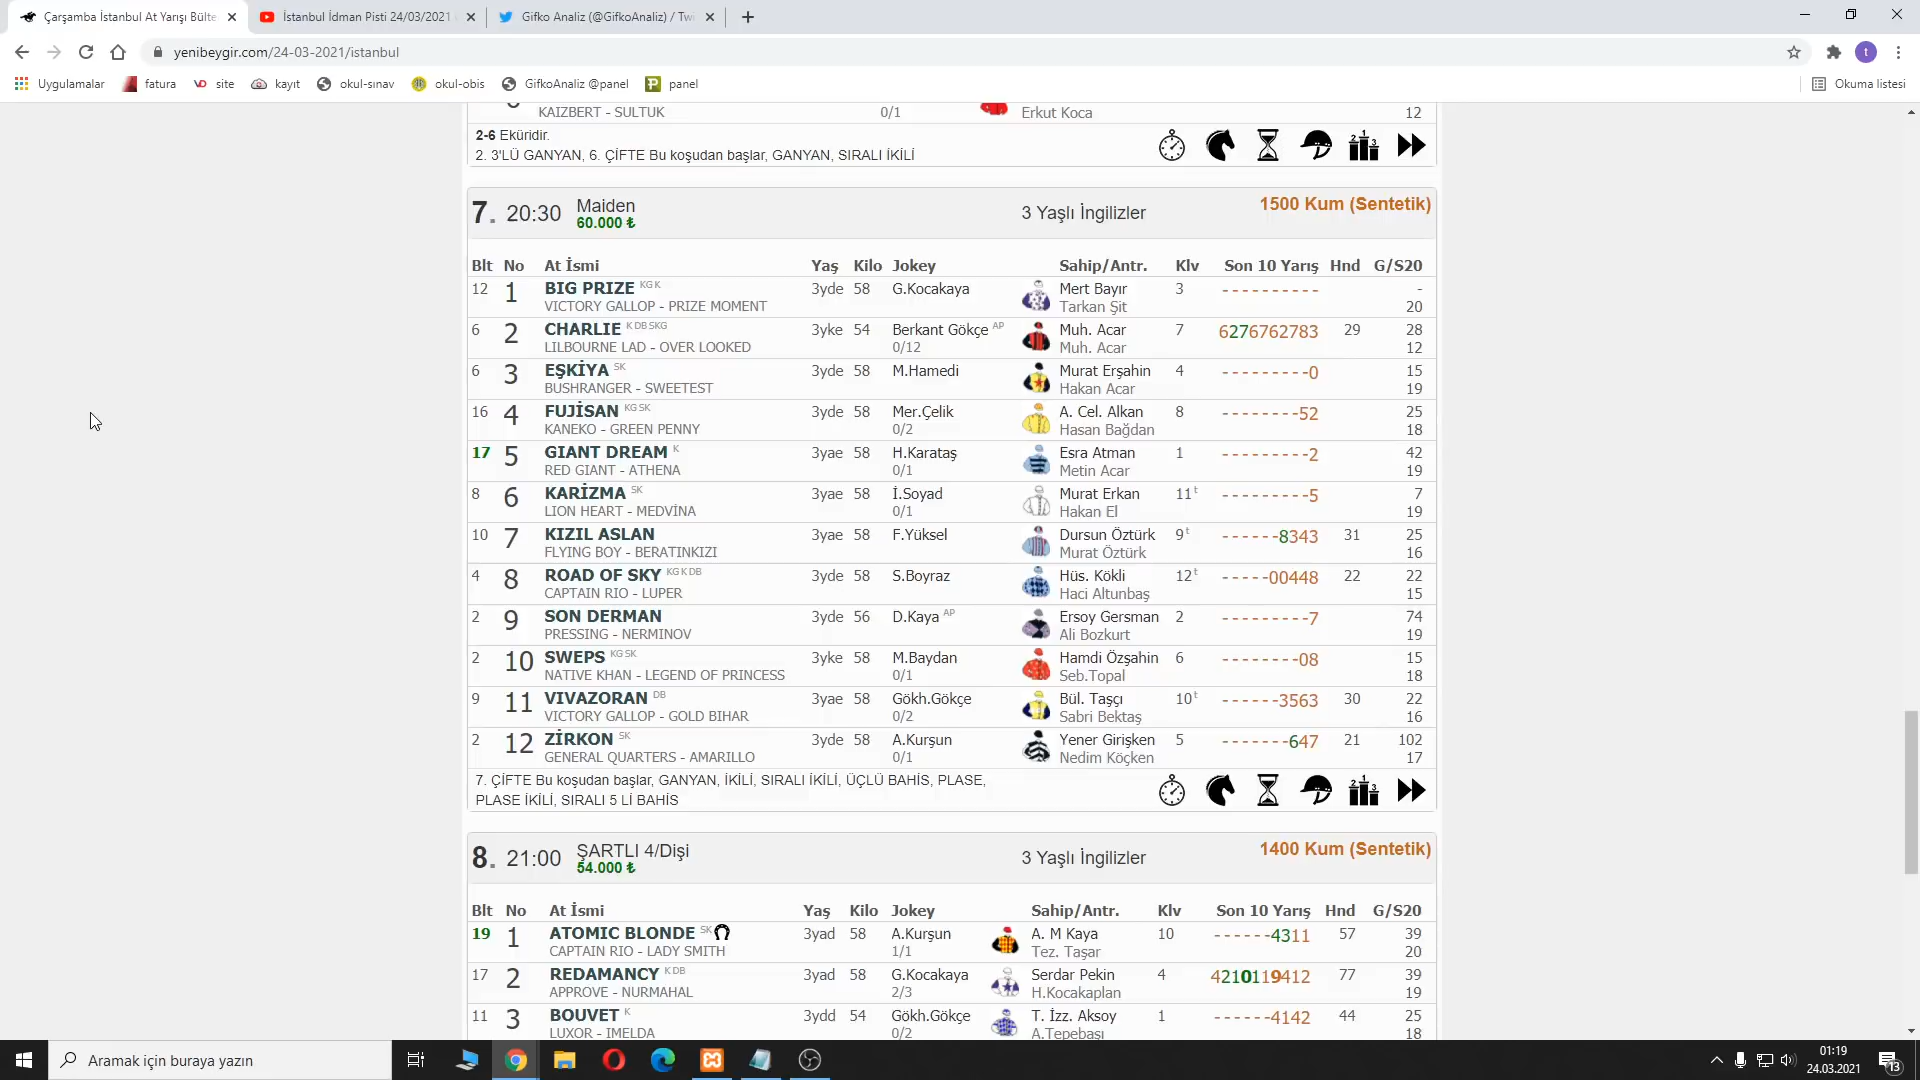 Çarşamba İstanbul At Yarışı Bülte
İstanbul İdman Pisti 24/03/2021
Gifko Analiz (@GifkoAnaliz) / Tw
yenibeygir.com/24-03-2021/istanbul
t
Uygulamalar fatura VD site kayıt okul-sınav okul-obis GifkoAnaliz @panel panel Okuma listesi
KAIZBERT - SULTUK 0/1 Erkut Koca 12
2-6 Eküridir.
2. 3'LÜ GANYAN, 6. ÇİFTE Bu koşudan başlar, GANYAN, SIRALI İKİLİ
7. 20:30 Maiden 3 Yaşlı İngilizler 1500 Kum (Sentetik)
60.000 ₺
Blt No At İsmi Yaş Kilo Jokey Sahip/Antr. Klv Son 10 Yarış Hnd G/S20
12 1 BIG PRIZE KG K 3yde 58 G.Kocakaya Mert Bayır 3 - - - - - - - - - - -
VICTORY GALLOP - PRIZE MOMENT Tarkan Şit 20
6 2 CHARLIE K DB SKG 3yke 54 Berkant Gökçe AP Muh. Acar 7 6276762783 29 28
LILBOURNE LAD - OVER LOOKED 0/12 Muh. Acar 12
6 3 EŞKİYA SK 3yde 58 M.Hamedi Murat Erşahin 4 - - - - - - - - -0 15
BUSHRANGER - SWEETEST Hakan Acar 19
16 4 FUJİSAN KG SK 3yde 58 Mer.Çelik A. Cel. Alkan 8 - - - - - - - -52 25
KANEKO - GREEN PENNY 0/2 Hasan Bağdan 18
17 5 GIANT DREAM K 3yae 58 H.Karataş Esra Atman 1 - - - - - - - - -2 42
RED GIANT - ATHENA 0/1 Metin Acar 19
8 6 KARİZMA SK 3yae 58 İ.Soyad Murat Erkan 11 t - - - - - - - - -5 7
LION HEART - MEDVİNA 0/1 Hakan El 19
10 7 KIZIL ASLAN 3yae 58 F.Yüksel Dursun Öztürk 9 t - - - - - -8343 31 25
FLYING BOY - BERATINKIZI Murat Öztürk 16
4 8 ROAD OF SKY KG K DB 3yde 58 S.Boyraz Hüs. Kökli 12 t - - - - -00448 22 22
CAPTAIN RIO - LUPER Haci Altunbaş 15
2 9 SON DERMAN 3yde 56 D.Kaya AP Ersoy Gersman 2 - - - - - - - - -7 74
PRESSING - NERMINOV Ali Bozkurt 19
2 10 SWEPS KG SK 3yke 58 M.Baydan Hamdi Özşahin 6 - - - - - - - -08 15
NATIVE KHAN - LEGEND OF PRINCESS 0/1 Seb.Topal 18
9 11 VIVAZORAN DB 3yae 58 Gökh.Gökçe Bül. Taşçı 10 t - - - - - -3563 30 22
VICTORY GALLOP - GOLD BIHAR 0/2 Sabri Bektaş 16
2 12 ZİRKON SK 3yde 58 A.Kurşun Yener Girişken 5 - - - - - - -647 21 102
GENERAL QUARTERS - AMARILLO 0/1 Nedim Köçken 17
7. ÇİFTE Bu koşudan başlar, GANYAN, İKİLİ, SIRALI İKİLİ, ÜÇLÜ BAHİS, PLASE,
PLASE İKİLİ, SIRALI 5 Lİ BAHİS
8. 21:00 ŞARTLI 4/Dişi 3 Yaşlı İngilizler 1400 Kum (Sentetik)
54.000 ₺
Blt No At İsmi Yaş Kilo Jokey Sahip/Antr. Klv Son 10 Yarış Hnd G/S20
19 1 ATOMIC BLONDE SK 3yad 58 A.Kurşun A. M Kaya 10 - - - - - -4311 57 39
CAPTAIN RIO - LADY SMITH 1/1 Tez. Taşar 20
17 2 REDAMANCY K DB 3yad 58 G.Kocakaya Serdar Pekin 4 4210119412 77 39
APPROVE - NURMAHAL 2/3 H.Kocakaplan 19
11 3 BOUVET K 3ydd 54 Gökh.Gökçe T. İzz. Aksoy 1 - - - - - -4142 44 25
LUXOR - IMELDA 0/2 A.Tepebaşı 18
Aramak için buraya yazın
01:19
24.03.2021
13